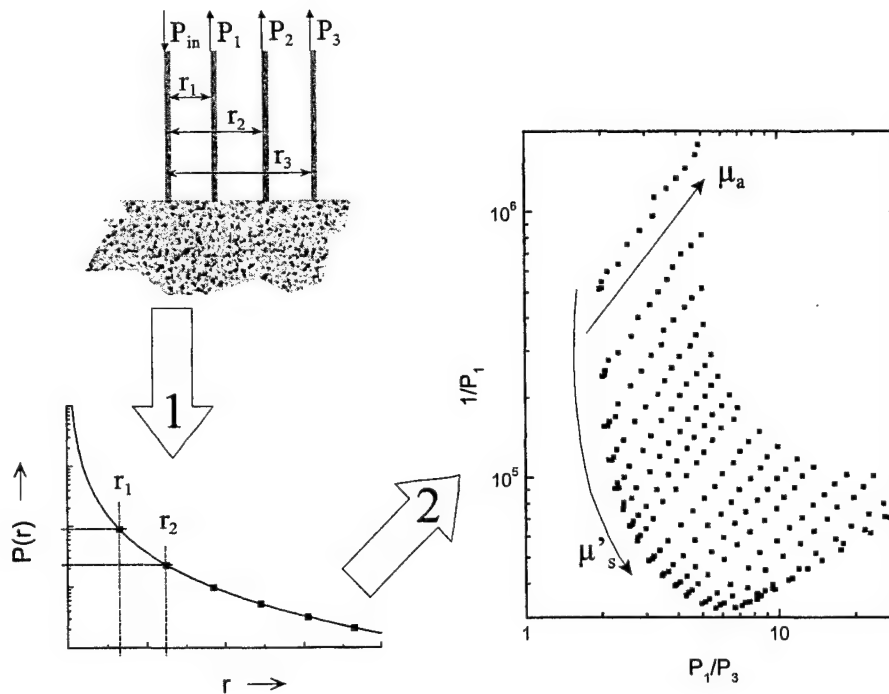 P_in P_1 P_2 P_3
r_1
r_2
r_3
1
P(r) →
r_1
r_2
r →
2
1/P_1
10^6
10^5
μ_a
μ'_s
1
10
P_1/P_3